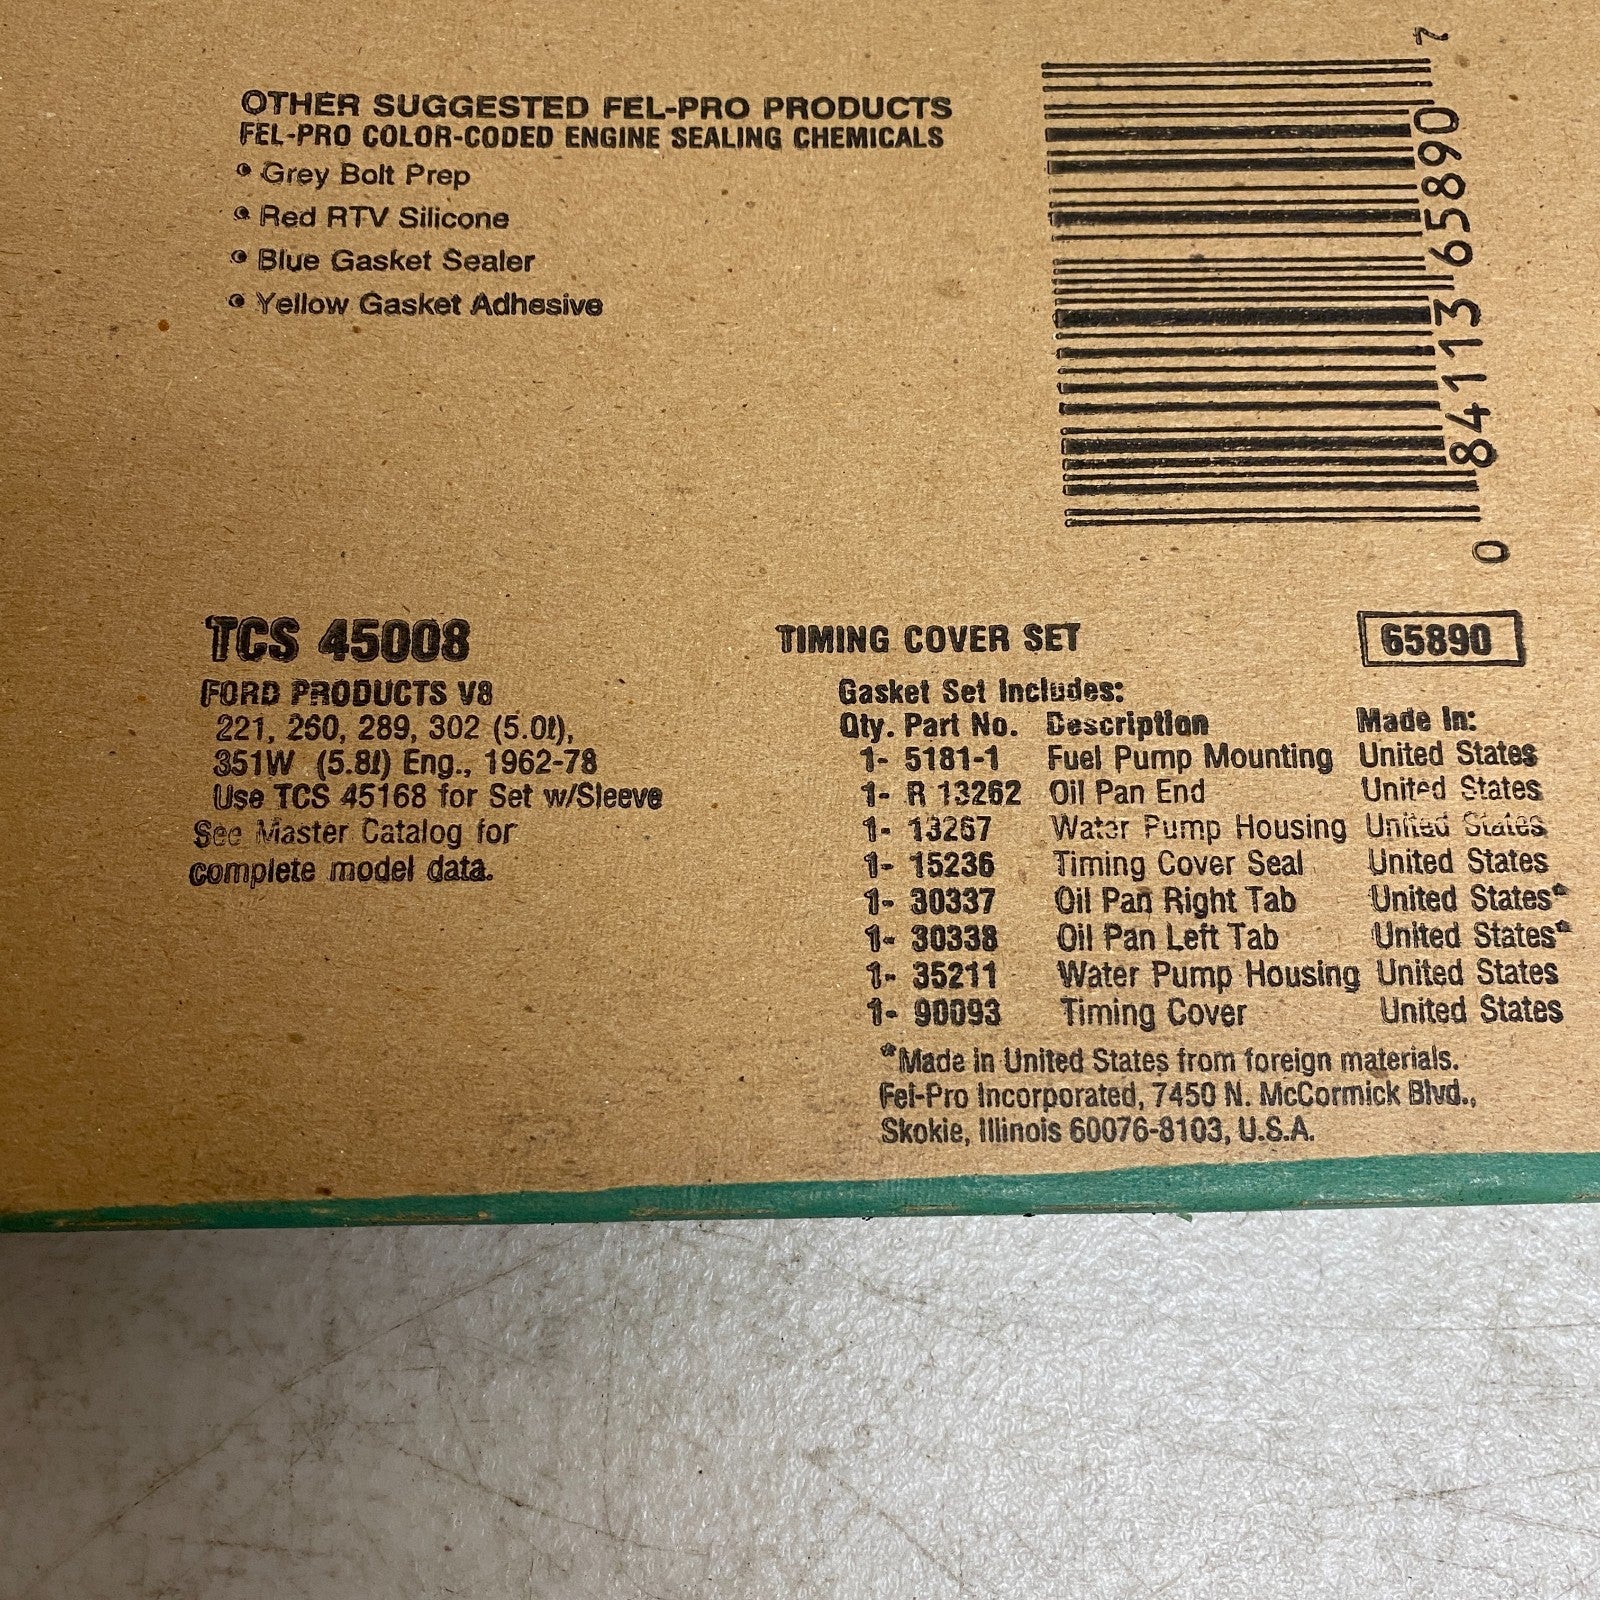 OTHER SUGGESTED FEL-PRO PRODUCTS
FEL-PRO COLOR-CODED ENGINE SEALING CHEMICALS
• Grey Bolt Prep
• Red RTV Silicone
• Blue Gasket Sealer
• Yellow Gasket Adhesive
0 84113 65890 7
TCS 45008
FORD PRODUCTS V8
221, 260, 289, 302 (5.0ℓ),
351W (5.8ℓ) Eng., 1962-78
Use TCS 45168 for Set w/Sleeve
See Master Catalog for
complete model data.
TIMING COVER SET 65890
Gasket Set Includes:
Qty. Part No. Description Made In:
1- 5181-1 Fuel Pump Mounting United States
1- R 13262 Oil Pan End United States
1- 13267 Water Pump Housing United States
1- 15236 Timing Cover Seal United States
1- 30337 Oil Pan Right Tab United States*
1- 30338 Oil Pan Left Tab United States*
1- 35211 Water Pump Housing United States
1- 90093 Timing Cover United States
*Made in United States from foreign materials.
Fel-Pro Incorporated, 7450 N. McCormick Blvd.,
Skokie, Illinois 60076-8103, U.S.A.